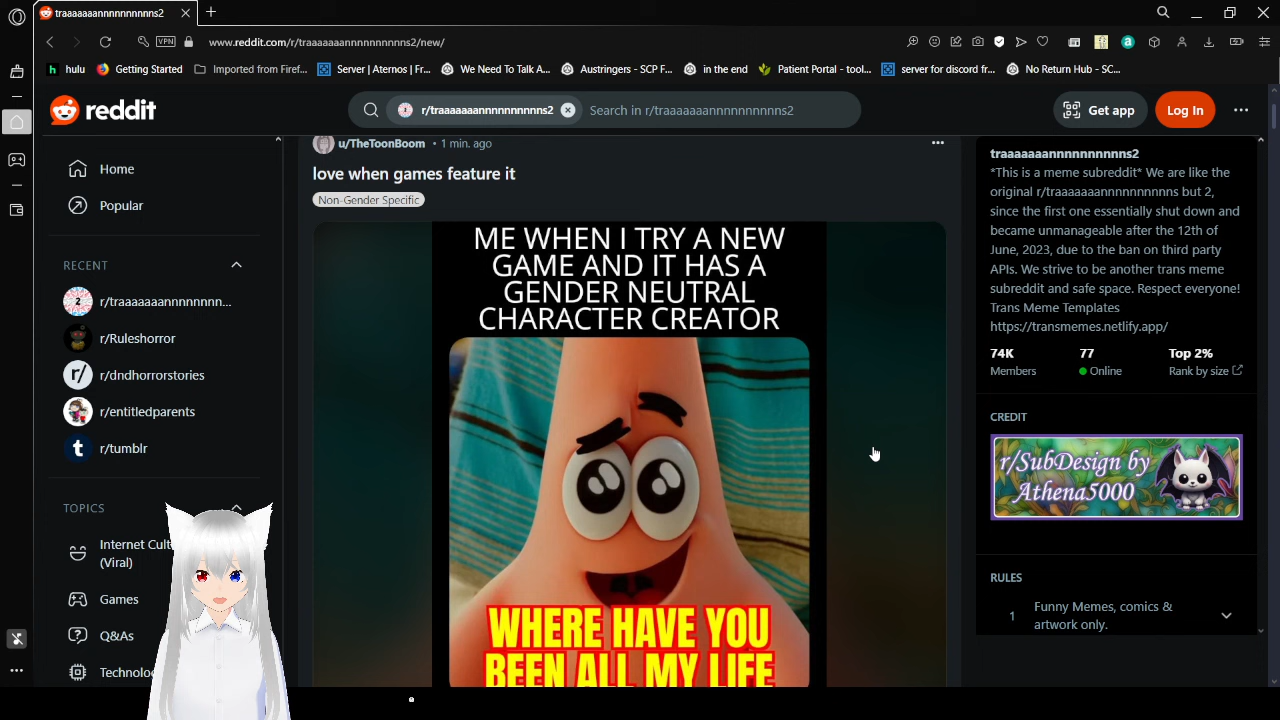 traaaaaaannnnnnnnnns2
VPN
www.reddit.com/r/traaaaaaannnnnnnnnns2/new/
hulu
Getting Started
Imported from Firef...
Server | Aternos | Fr...
We Need To Talk A...
Austringers - SCP F...
in the end
Patient Portal - tool...
server for discord fr...
No Return Hub - SC...
reddit
r/traaaaaaannnnnnnnnns2
Search in r/traaaaaaannnnnnnnnns2
Get app
Log In
Home
Popular
RECENT
r/traaaaaaannnnnnn...
r/Ruleshorror
r/dndhorrorstories
r/entitledparents
r/tumblr
TOPICS
Internet Cult
(Viral)
Games
Q&As
Technolo
u/TheToonBoom • 1 min. ago
love when games feature it
Non-Gender Specific
ME WHEN I TRY A NEW
GAME AND IT HAS A
GENDER NEUTRAL
CHARACTER CREATOR
WHERE HAVE YOU
BEEN ALL MY LIFE
traaaaaaannnnnnnnnns2
*This is a meme subreddit* We are like the
original r/traaaaaaannnnnnnnnns but 2,
since the first one essentially shut down and
became unmanageable after the 12th of
June, 2023, due to the ban on third party
APIs. We strive to be another trans meme
subreddit and safe space. Respect everyone!
Trans Meme Templates
https://transmemes.netlify.app/
74K
Members
77
Online
Top 2%
Rank by size
CREDIT
r/SubDesign by
Athena5000
RULES
1
Funny Memes, comics &
artwork only.